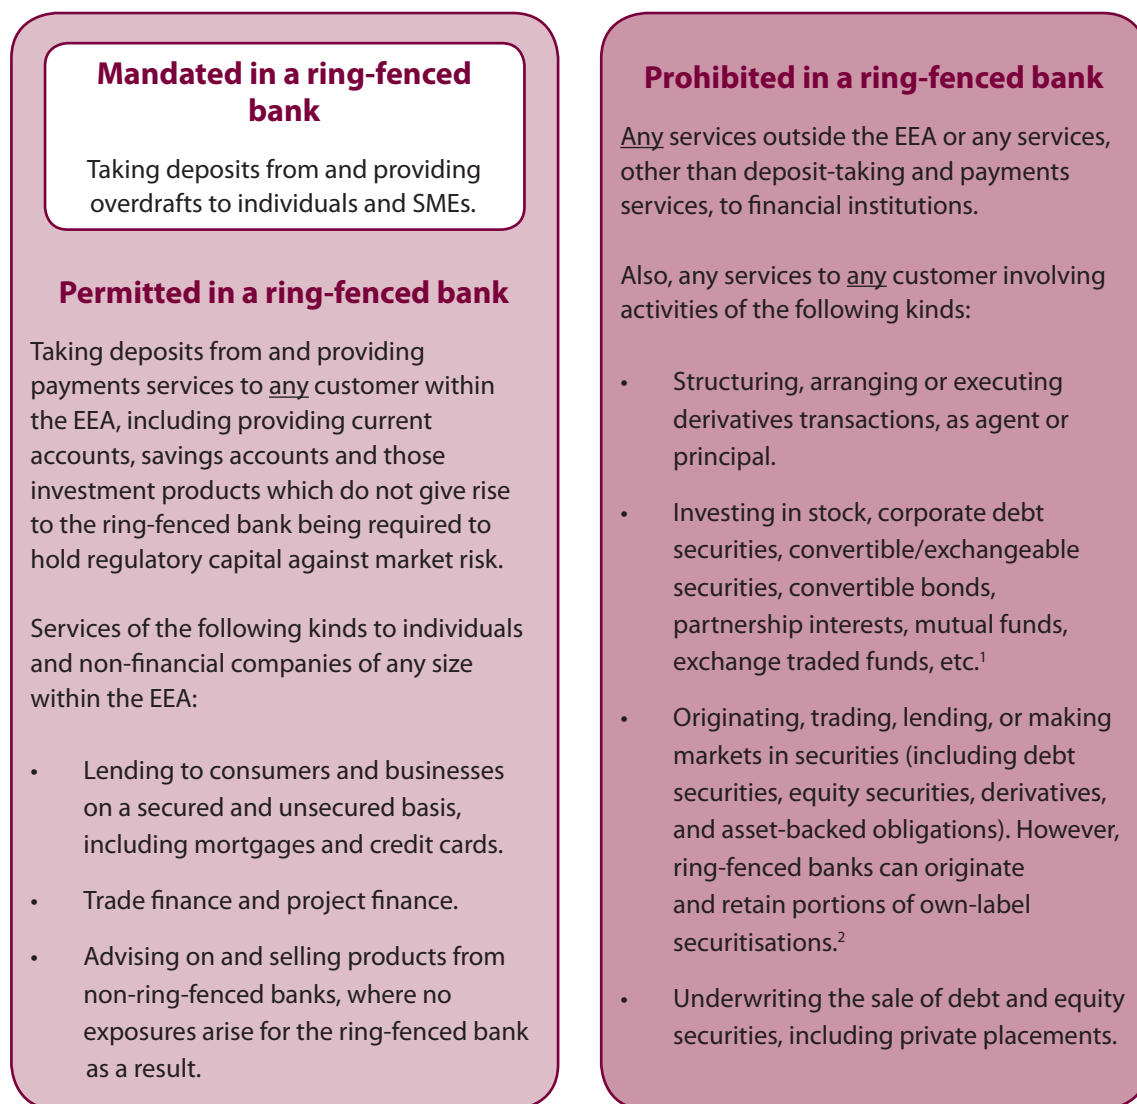 Mandated in a ring-fenced
bank
Taking deposits from and providing
overdrafts to individuals and SMEs.
Permitted in a ring-fenced bank
Taking deposits from and providing
payments services to any customer within
the EEA, including providing current
accounts, savings accounts and those
investment products which do not give rise
to the ring-fenced bank being required to
hold regulatory capital against market risk.
Services of the following kinds to individuals
and non-financial companies of any size
within the EEA:
• Lending to consumers and businesses
on a secured and unsecured basis,
including mortgages and credit cards.
• Trade finance and project finance.
• Advising on and selling products from
non-ring-fenced banks, where no
exposures arise for the ring-fenced bank
as a result.
Prohibited in a ring-fenced bank
Any services outside the EEA or any services,
other than deposit-taking and payments
services, to financial institutions.
Also, any services to any customer involving
activities of the following kinds:
• Structuring, arranging or executing
derivatives transactions, as agent or
principal.
• Investing in stock, corporate debt
securities, convertible/exchangeable
securities, convertible bonds,
partnership interests, mutual funds,
exchange traded funds, etc.¹
• Originating, trading, lending, or making
markets in securities (including debt
securities, equity securities, derivatives,
and asset-backed obligations). However,
ring-fenced banks can originate
and retain portions of own-label
securitisations.²
• Underwriting the sale of debt and equity
securities, including private placements.